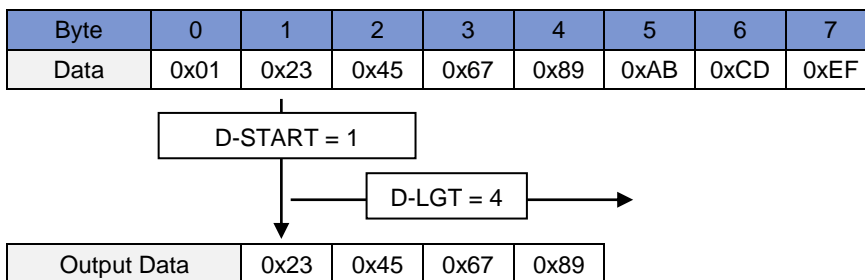 Byte 0 1 2 3 4 5 6 7
Data 0x01 0x23 0x45 0x67 0x89 0xAB 0xCD 0xEF
D-START = 1
D-LGT = 4
Output Data 0x23 0x45 0x67 0x89